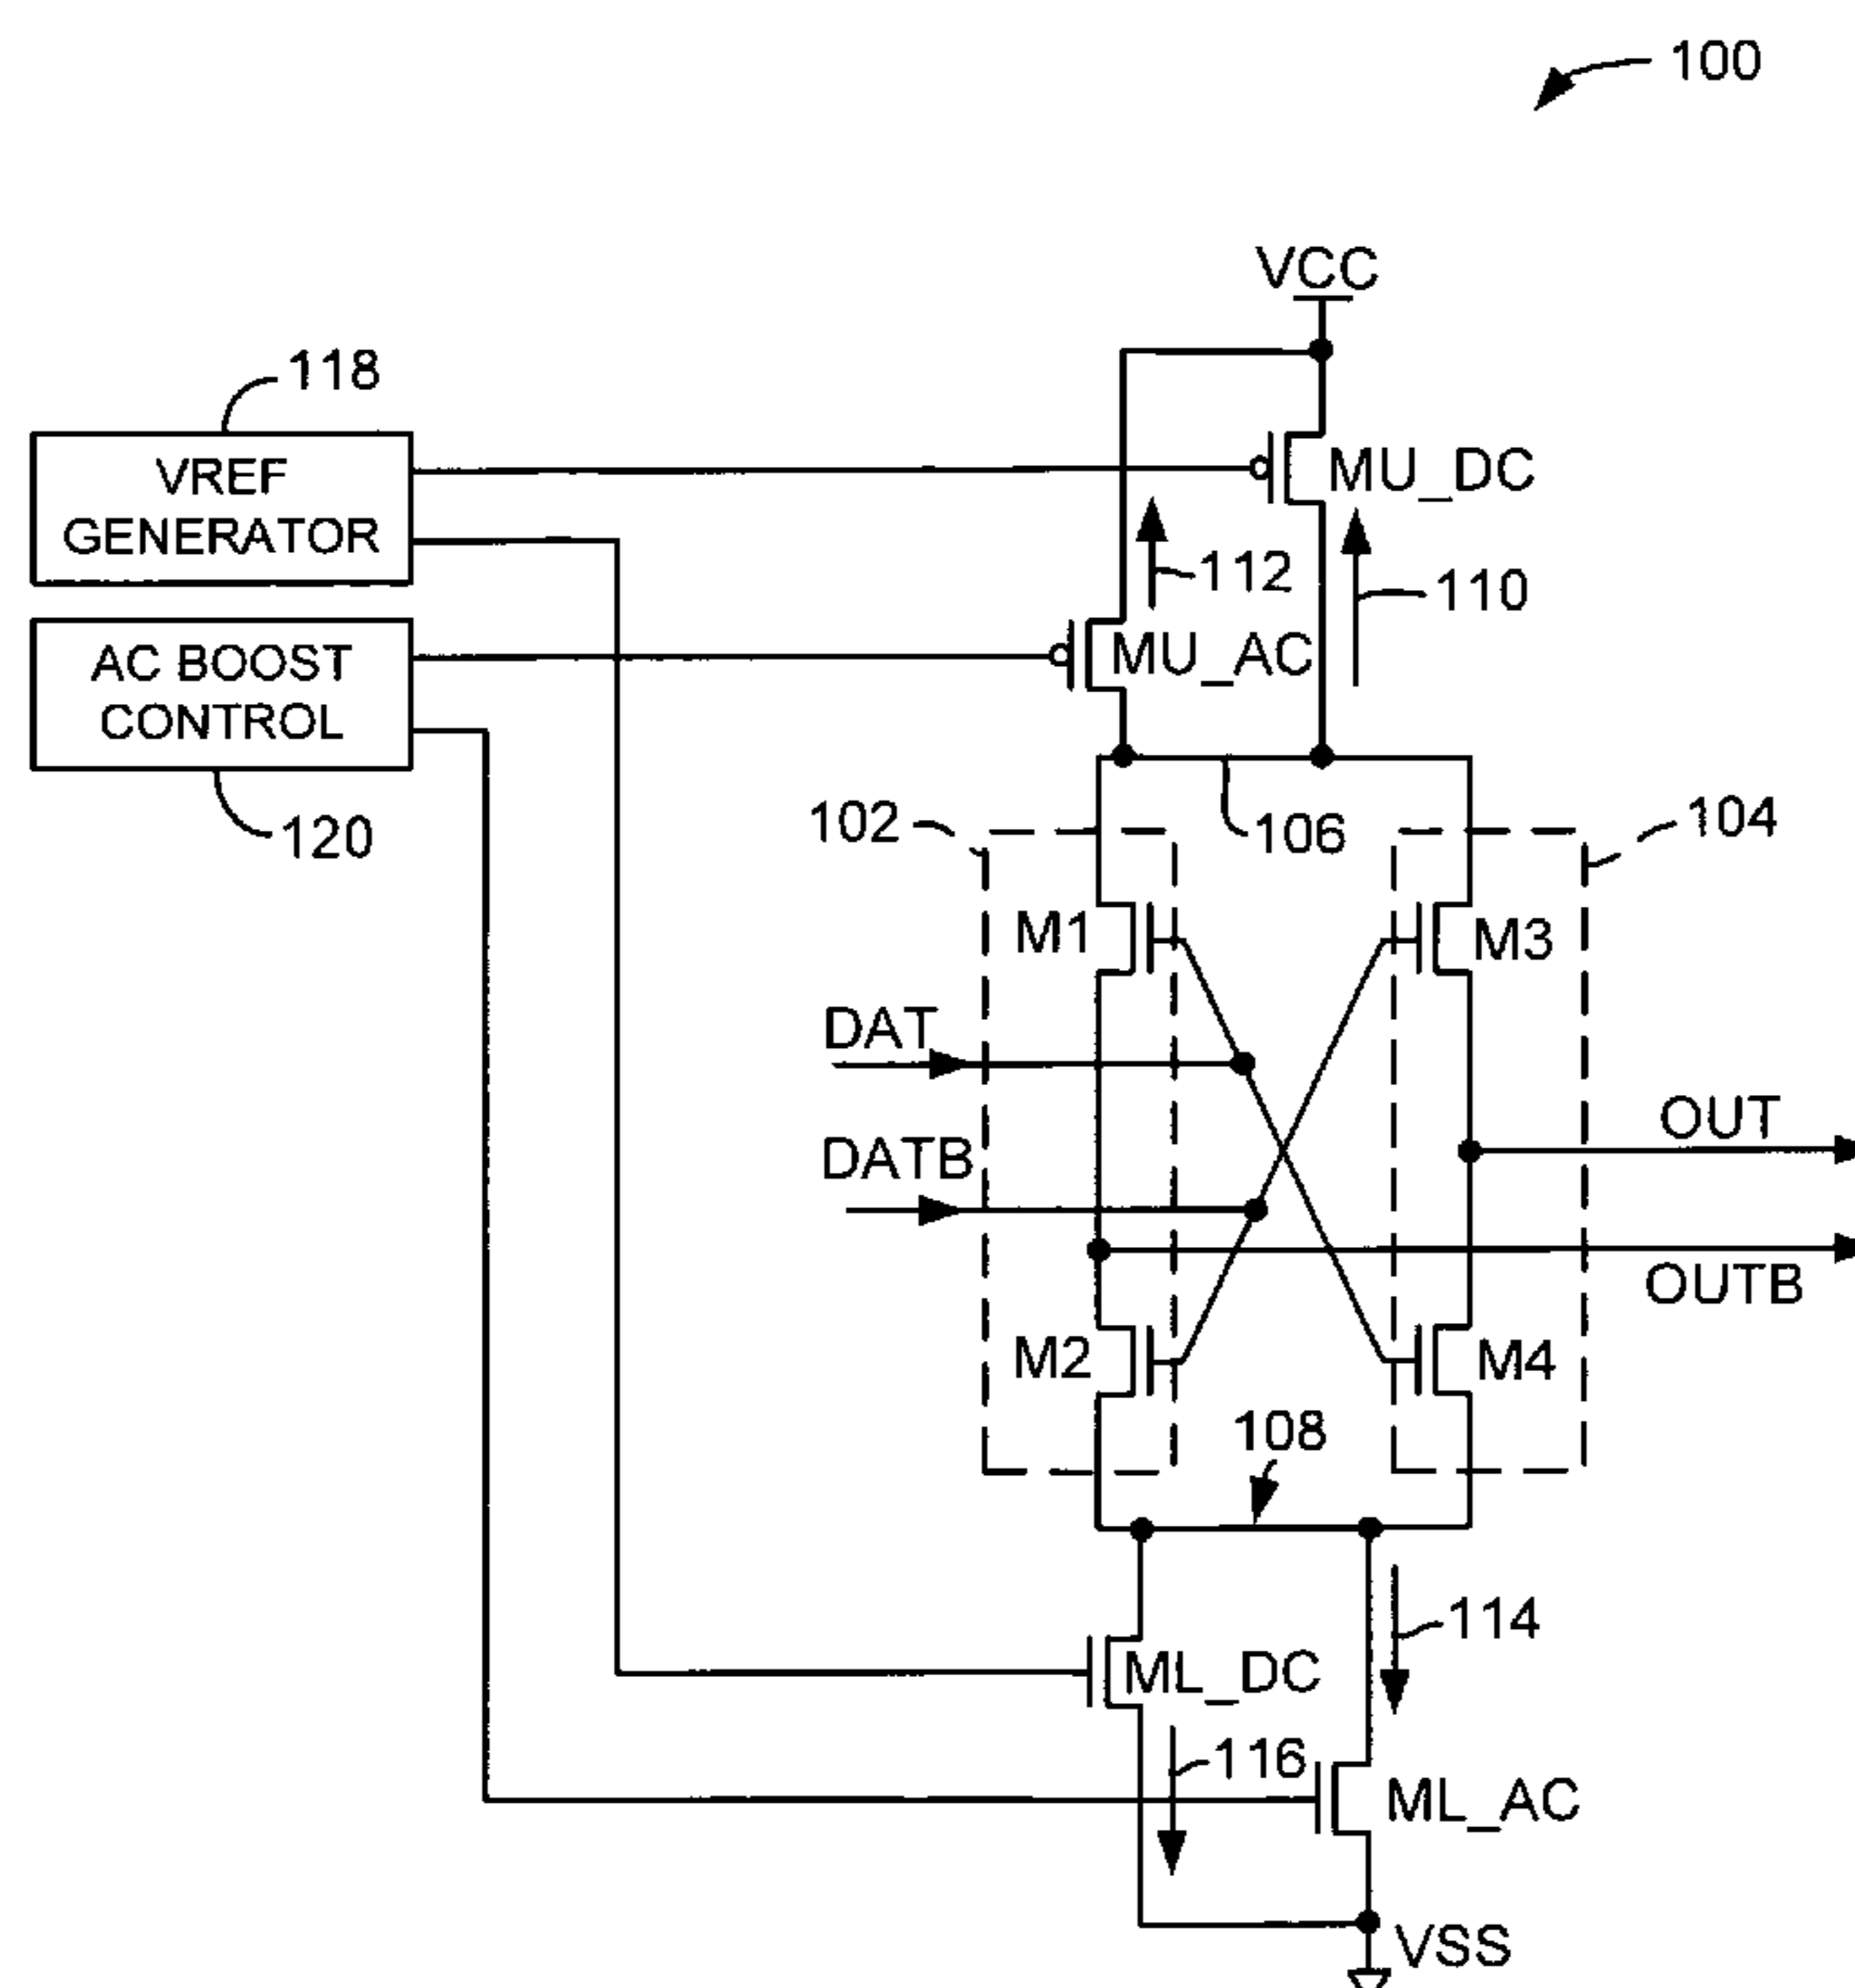 100
VCC
118
VREF
GENERATOR
MU_DC
112
110
AC BOOST
CONTROL
MU_AC
120
102
106
104
M1
M3
DAT
DATB
OUT
OUTB
M2
M4
108
114
ML_DC
116
ML_AC
VSS